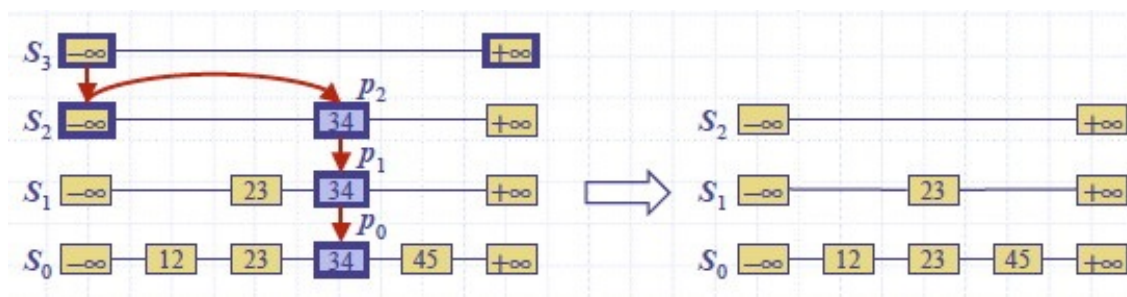 S3 −∞ +∞
p2
S2 −∞ 34 +∞ S2 −∞ +∞
p1
S1 −∞ 23 34 +∞ S1 −∞ 23 +∞
p0
S0 −∞ 12 23 34 45 +∞ S0 −∞ 12 23 45 +∞